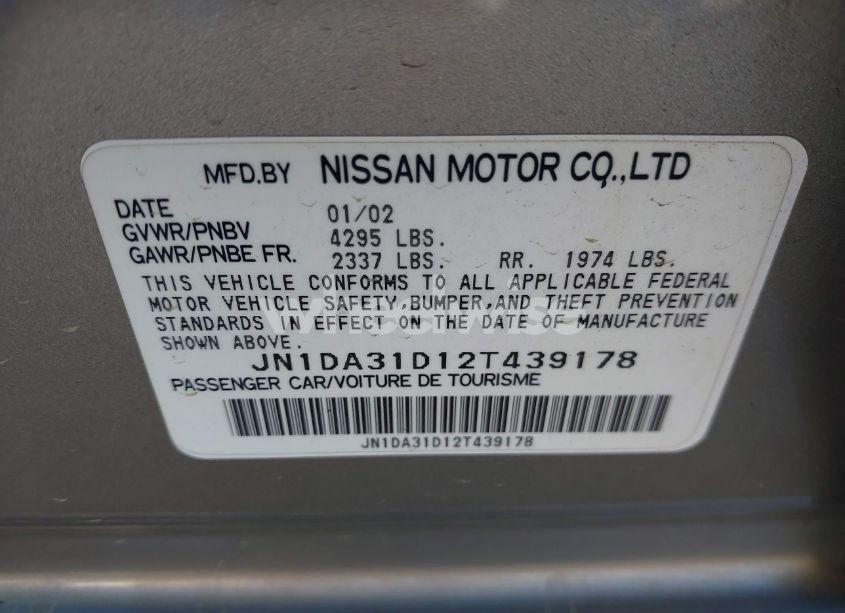 MFD.BY NISSAN MOTOR CO.,LTD
DATE 01/02
GVWR/PNBV 4295 LBS.
GAWR/PNBE FR. 2337 LBS. RR. 1974 LBS.
THIS VEHICLE CONFORMS TO ALL APPLICABLE FEDERAL
MOTOR VEHICLE SAFETY,BUMPER,AND THEFT PREVENTION
STANDARDS IN EFFECT ON THE DATE OF MANUFACTURE
SHOWN ABOVE.
JN1DA31D12T439178
PASSENGER CAR/VOITURE DE TOURISME
JN1DA31D12T439178